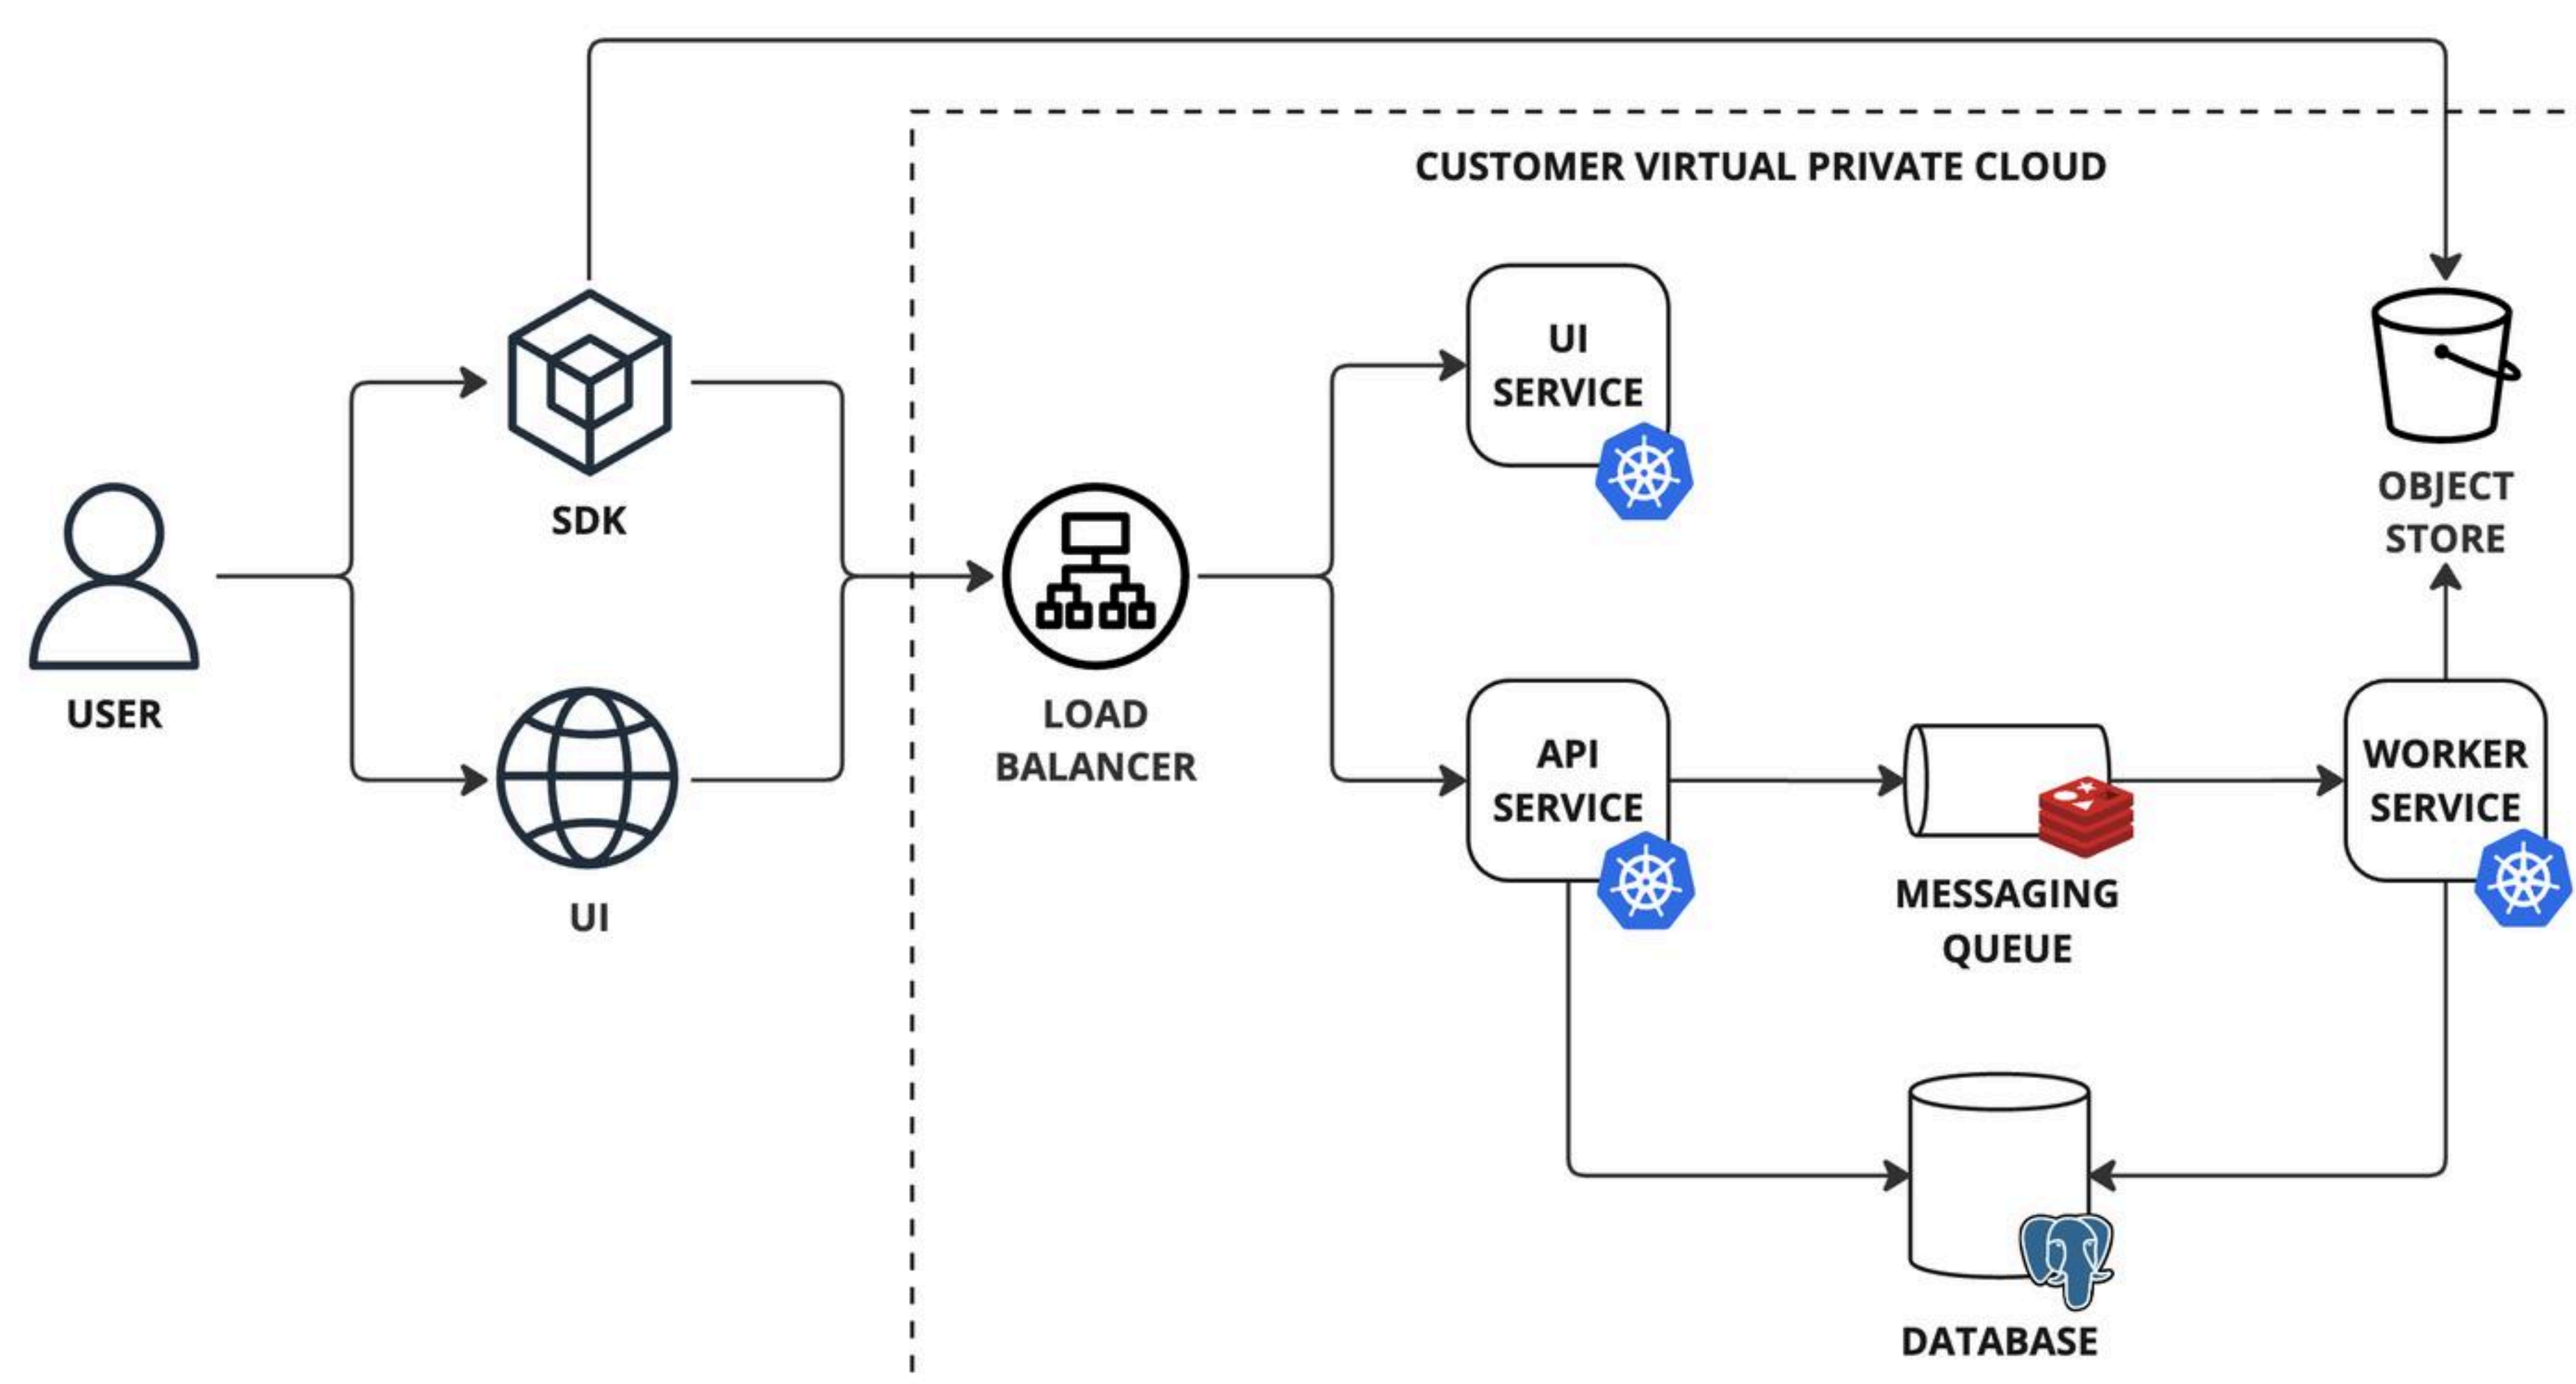 CUSTOMER VIRTUAL PRIVATE CLOUD
UI
SERVICE
OBJECT
STORE
SDK
USER
LOAD
BALANCER
API
SERVICE
WORKER
SERVICE
MESSAGING
QUEUE
UI
DATABASE